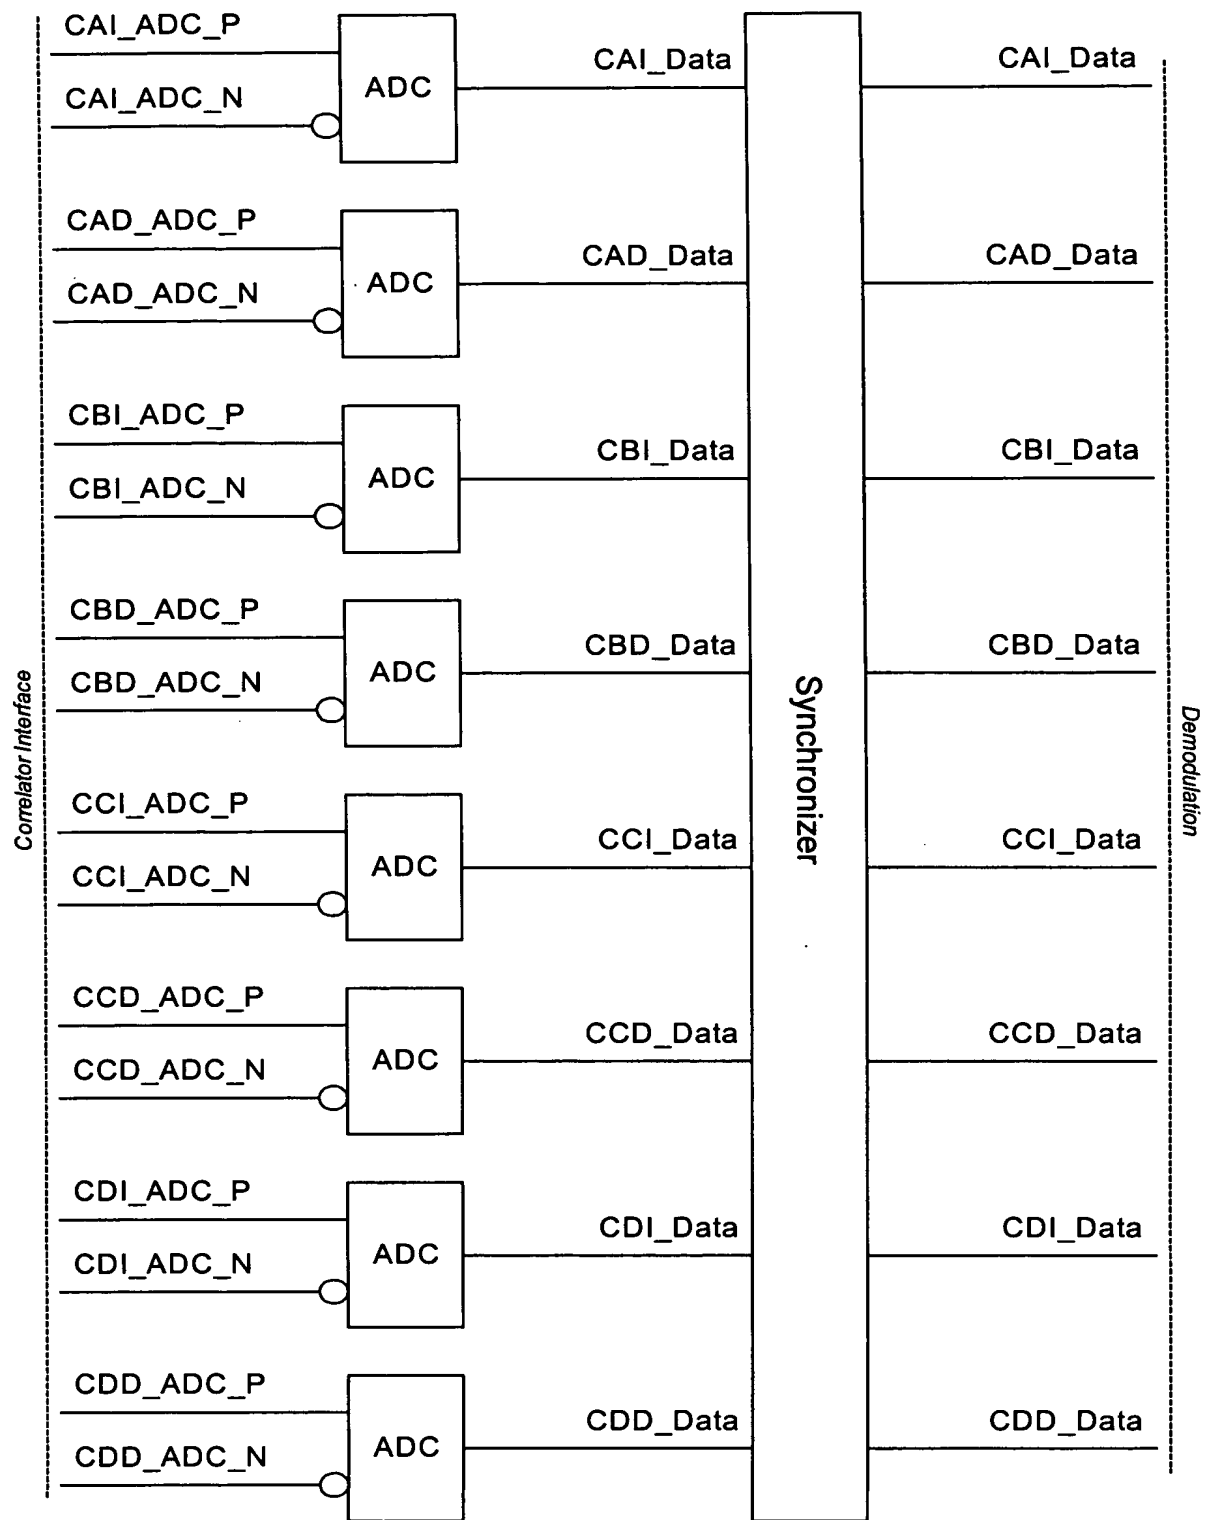 CAI_ADC_P
CAI_ADC_N
ADC
CAI_Data
CAI_Data
CAD_ADC_P
CAD_ADC_N
ADC
CAD_Data
CAD_Data
CBI_ADC_P
CBI_ADC_N
ADC
CBI_Data
CBI_Data
CBD_ADC_P
CBD_ADC_N
ADC
CBD_Data
CBD_Data
Correlator Interface
Synchronizer
Demodulation
CCI_ADC_P
CCI_ADC_N
ADC
CCI_Data
CCI_Data
CCD_ADC_P
CCD_ADC_N
ADC
CCD_Data
CCD_Data
CDI_ADC_P
CDI_ADC_N
ADC
CDI_Data
CDI_Data
CDD_ADC_P
CDD_ADC_N
ADC
CDD_Data
CDD_Data